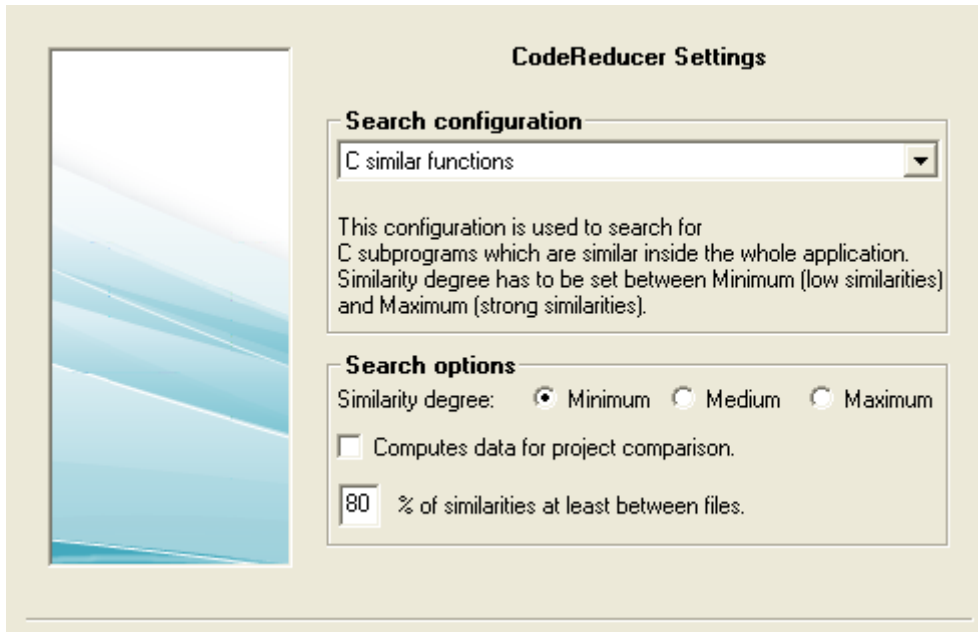 CodeReducer Settings
Search configuration
C similar functions
This configuration is used to search for
C subprograms which are similar inside the whole application.
Similarity degree has to be set between Minimum (low similarities)
and Maximum (strong similarities).
Search options
Similarity degree: Minimum Medium Maximum
Computes data for project comparison.
80 % of similarities at least between files.